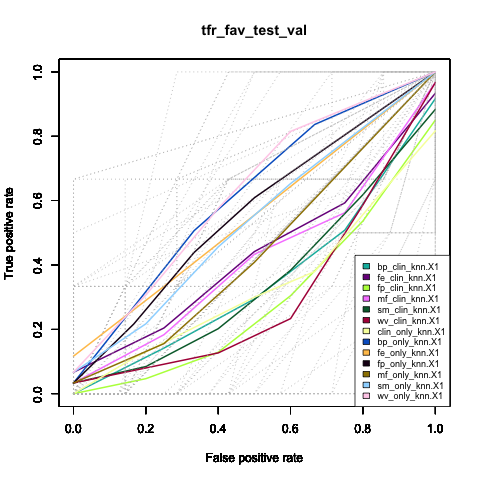 tfr_fav_test_val
True positive rate
1.0
0.8
0.6
0.4
0.2
0.0
bp_clin_knn.X1
fe_clin_knn.X1
fp_clin_knn.X1
mf_clin_knn.X1
sm_clin_knn.X1
wv_clin_knn.X1
clin_only_knn.X1
bp_only_knn.X1
fe_only_knn.X1
fp_only_knn.X1
mf_only_knn.X1
sm_only_knn.X1
wv_only_knn.X1
0.0 0.2 0.4 0.6 0.8 1.0
False positive rate